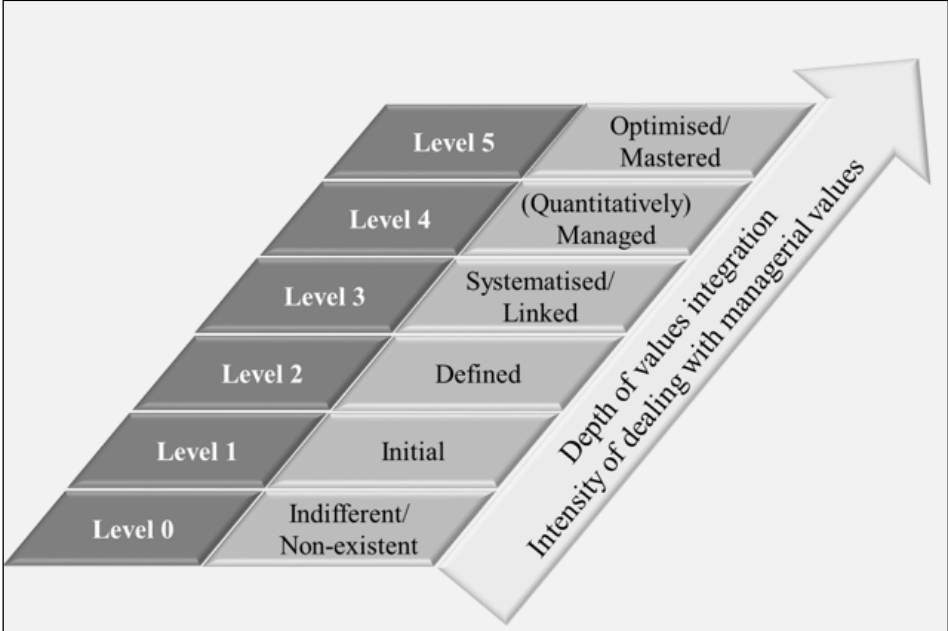 Level 5
Optimised/
Mastered
Level 4
(Quantitatively)
Managed
Level 3
Systematised/
Linked
Level 2
Defined
Level 1
Initial
Level 0
Indifferent/
Non-existent
Depth of values integration
Intensity of dealing with managerial values